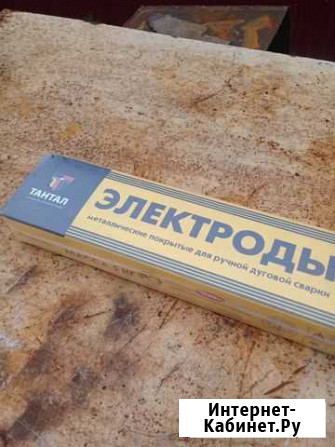 ТАНТАЛ
ЭЛЕКТРОДЫ
металлические покрытые для ручной дуговой сварки
Интернет-
Кабинет.Ру